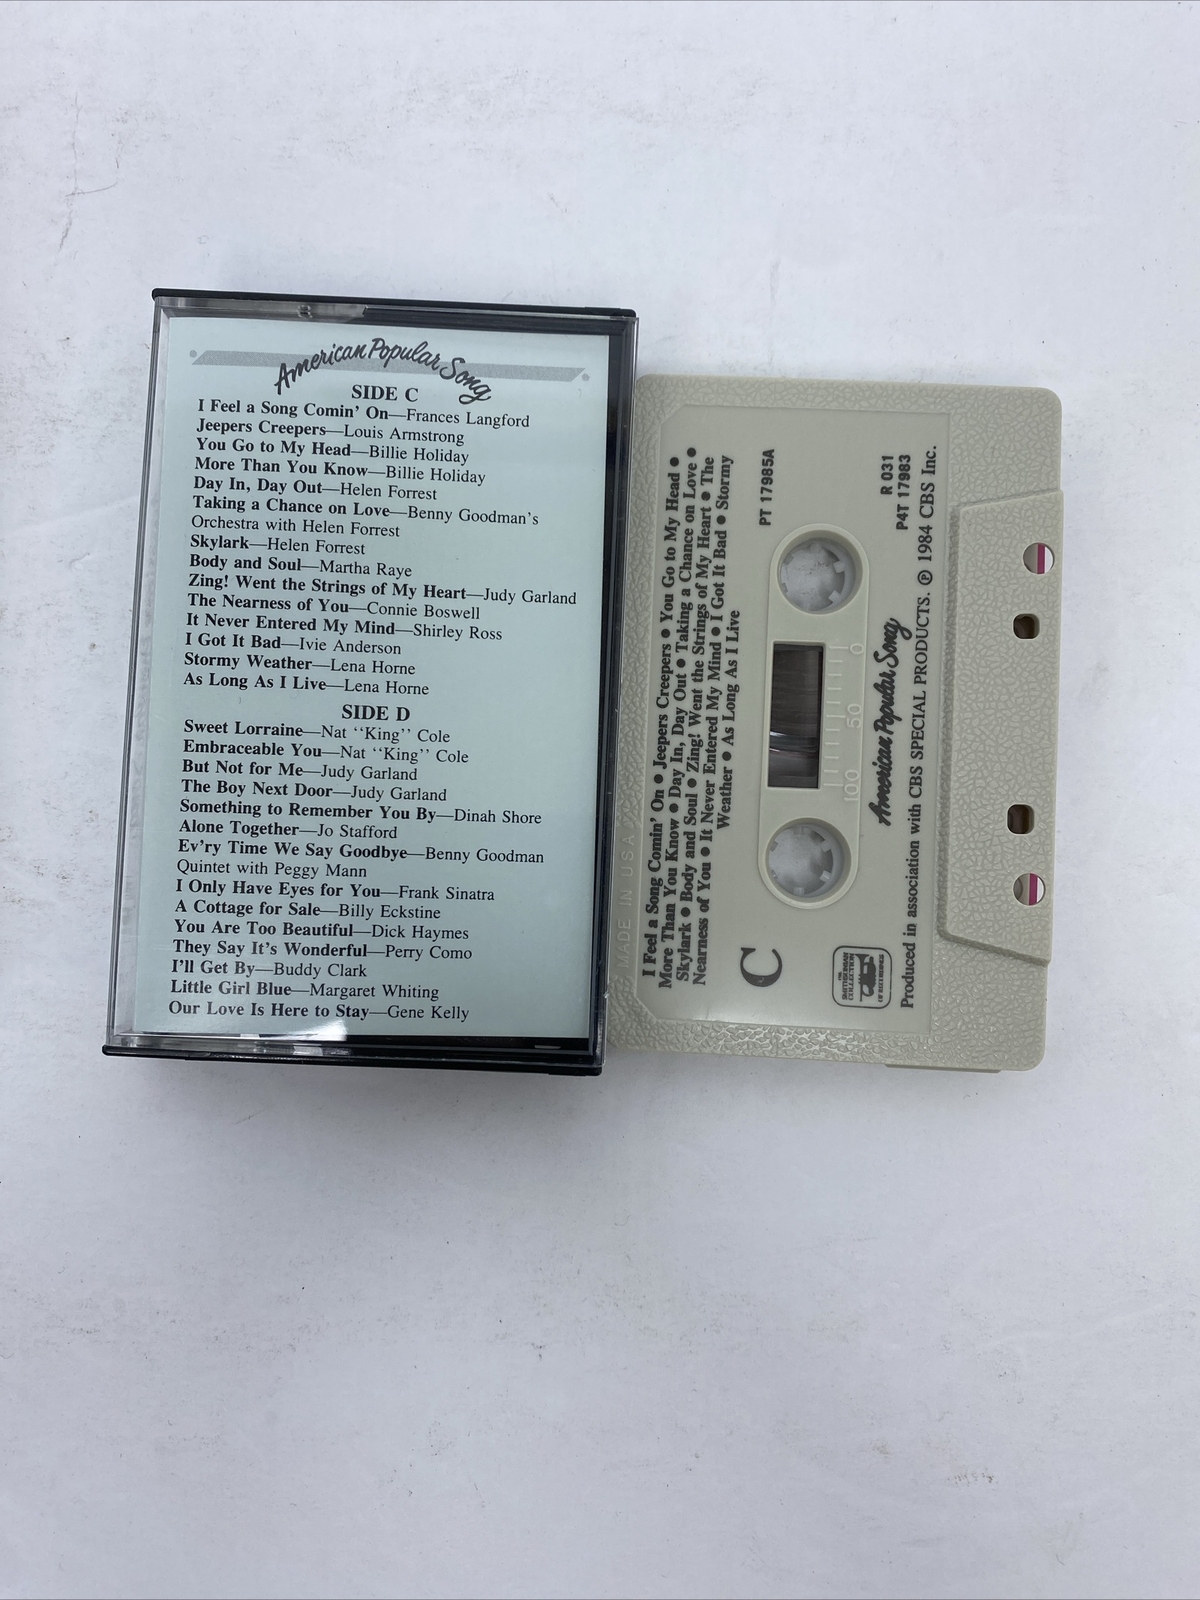 American Popular Song
SIDE C
I Feel a Song Comin' On—Frances Langford
Jeepers Creepers—Louis Armstrong
You Go to My Head—Billie Holiday
More Than You Know—Billie Holiday
Day In, Day Out—Helen Forrest
Taking a Chance on Love—Benny Goodman's
Orchestra with Helen Forrest
Skylark—Helen Forrest
Body and Soul—Martha Raye
Zing! Went the Strings of My Heart—Judy Garland
The Nearness of You—Connie Boswell
It Never Entered My Mind—Shirley Ross
I Got It Bad—Ivie Anderson
Stormy Weather—Lena Horne
As Long As I Live—Lena Horne
SIDE D
Sweet Lorraine—Nat "King" Cole
Embraceable You—Nat "King" Cole
But Not for Me—Judy Garland
The Boy Next Door—Judy Garland
Something to Remember You By—Dinah Shore
Alone Together—Jo Stafford
Ev'ry Time We Say Goodbye—Benny Goodman
Quintet with Peggy Mann
I Only Have Eyes for You—Frank Sinatra
A Cottage for Sale—Billy Eckstine
You Are Too Beautiful—Dick Haymes
They Say It's Wonderful—Perry Como
I'll Get By—Buddy Clark
Little Girl Blue—Margaret Whiting
Our Love Is Here to Stay—Gene Kelly
MADE IN USA
I Feel a Song Comin' On ● Jeepers Creepers ● You Go to My Head ●
More Than You Know ● Day In, Day Out ● Taking a Chance on Love ●
Skylark ● Body and Soul ● Zing! Went the Strings of My Heart ● The
Nearness of You ● It Never Entered My Mind ● I Got It Bad ● Stormy
Weather ● As Long As I Live
C
PT 17985A
100 50 0
THE
SMITHSONIAN
COLLECTION
OF RECORDINGS
American Popular Song
R 031
P4T 17983
Produced in association with CBS SPECIAL PRODUCTS. ℗ 1984 CBS Inc.